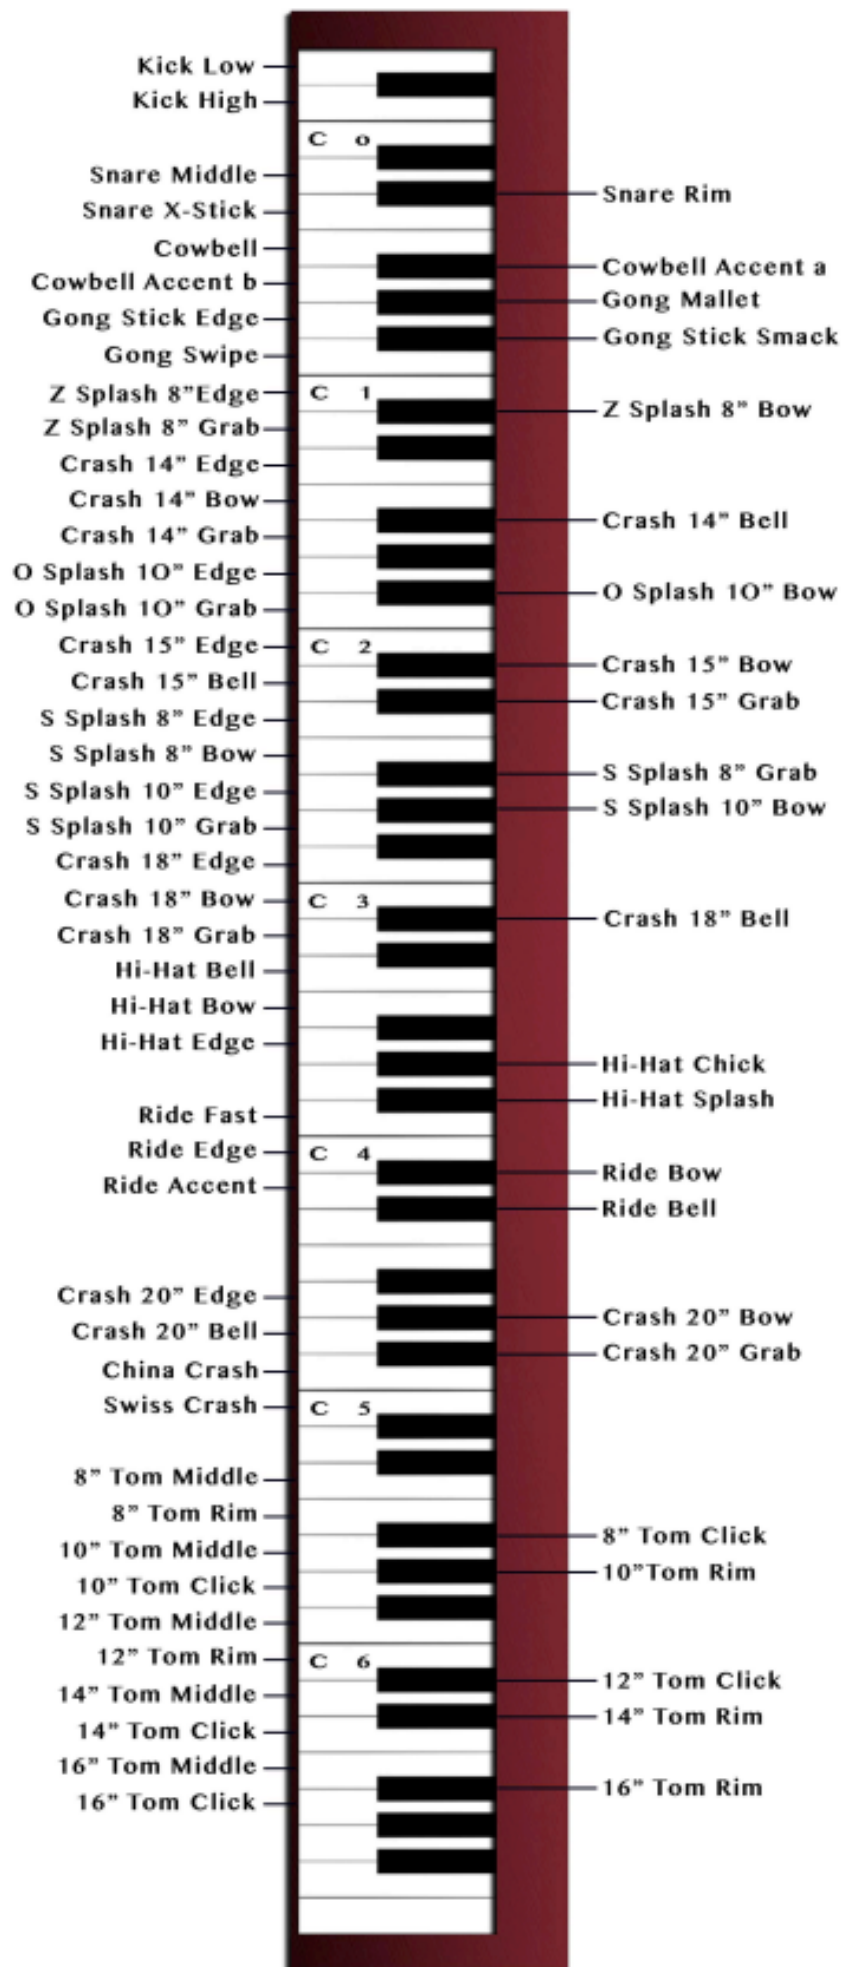 Kick Low
Kick High
C o
Snare Middle
Snare Rim
Snare X-Stick
Cowbell
Cowbell Accent a
Cowbell Accent b
Gong Mallet
Gong Stick Edge
Gong Stick Smack
Gong Swipe
Z Splash 8”Edge
C 1
Z Splash 8” Bow
Z Splash 8” Grab
Crash 14” Edge
Crash 14” Bow
Crash 14” Bell
Crash 14” Grab
O Splash 1O” Edge
O Splash 1O” Bow
O Splash 1O” Grab
Crash 15” Edge
C 2
Crash 15” Bow
Crash 15” Bell
Crash 15” Grab
S Splash 8” Edge
S Splash 8” Bow
S Splash 8” Grab
S Splash 10” Edge
S Splash 10” Bow
S Splash 10” Grab
Crash 18” Edge
Crash 18” Bow
C 3
Crash 18” Bell
Crash 18” Grab
Hi-Hat Bell
Hi-Hat Bow
Hi-Hat Edge
Hi-Hat Chick
Hi-Hat Splash
Ride Fast
Ride Edge
C 4
Ride Bow
Ride Accent
Ride Bell
Crash 20” Edge
Crash 20” Bow
Crash 20” Bell
Crash 20” Grab
China Crash
Swiss Crash
C 5
8” Tom Middle
8” Tom Rim
8” Tom Click
10” Tom Middle
10”Tom Rim
10” Tom Click
12” Tom Middle
12” Tom Rim
C 6
12” Tom Click
14” Tom Middle
14” Tom Rim
14” Tom Click
16” Tom Middle
16” Tom Rim
16” Tom Click